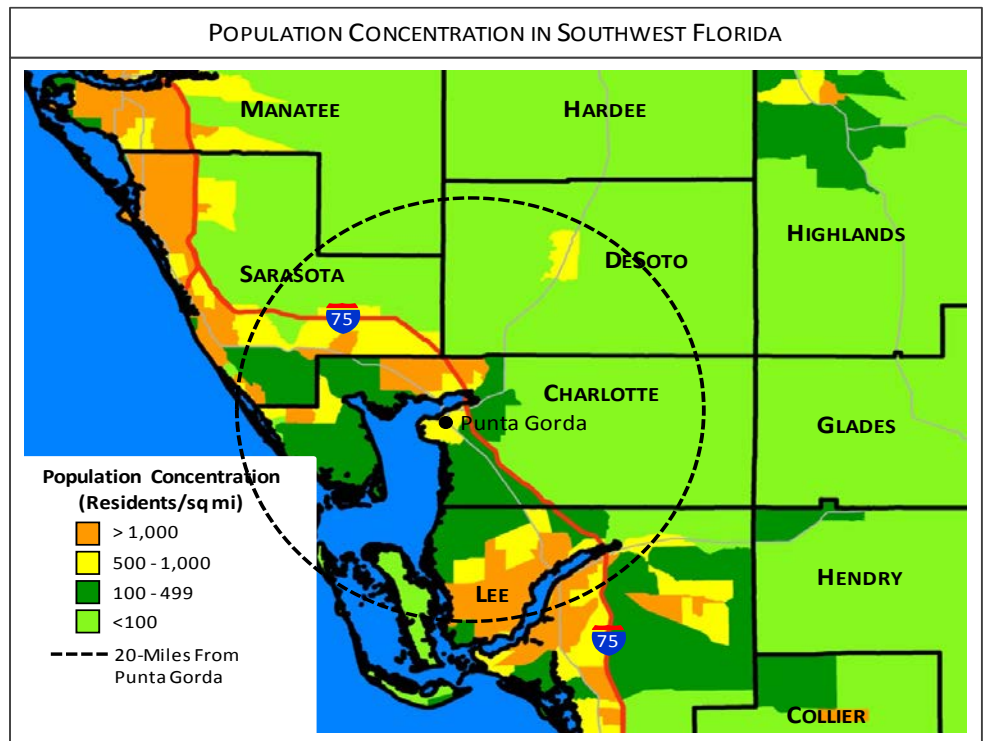 POPULATION CONCENTRATION IN SOUTHWEST FLORIDA
MANATEE
HARDEE
HIGHLANDS
DESOTO
SARASOTA
75
CHARLOTTE
GLADES
Punta Gorda
Population Concentration
(Residents/sq mi)
> 1,000
500 - 1,000
100 - 499
<100
20-Miles From
Punta Gorda
HENDRY
LEE
75
COLLIER